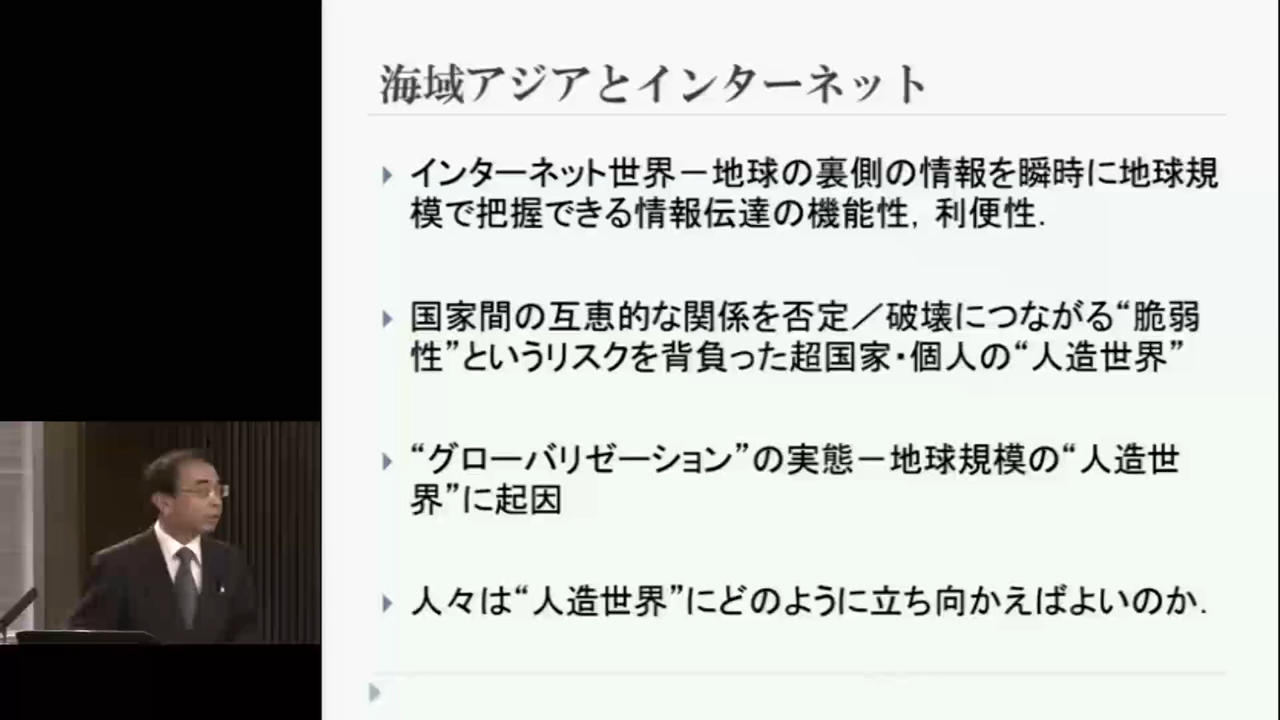 海域アジアとインターネット
インターネット世界－地球の裏側の情報を瞬時に地球規
模で把握できる情報伝達の機能性，利便性．
国家間の互恵的な関係を否定／破壊につながる“脆弱
性”というリスクを背負った超国家・個人の“人造世界”
“グローバリゼーション”の実態－地球規模の“人造世
界”に起因
人々は“人造世界”にどのように立ち向かえばよいのか．